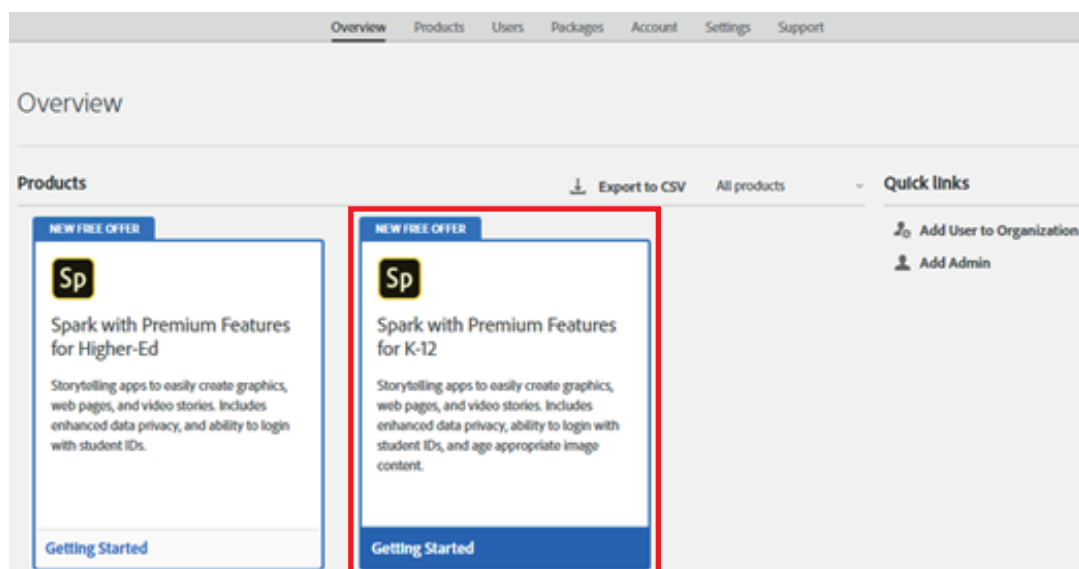 Overview Products Users Packages Account Settings Support
Overview
Products
Export to CSV
All products
Quick links
NEW FREE OFFER
Sp
Spark with Premium Features
for Higher-Ed
Storytelling apps to easily create graphics,
web pages, and video stories. Includes
enhanced data privacy, and ability to login
with student IDs.
Getting Started
NEW FREE OFFER
Sp
Spark with Premium Features
for K-12
Storytelling apps to easily create graphics,
web pages, and video stories. Includes
enhanced data privacy, ability to login with
student IDs, and age appropriate image
content.
Getting Started
Add User to Organization
Add Admin